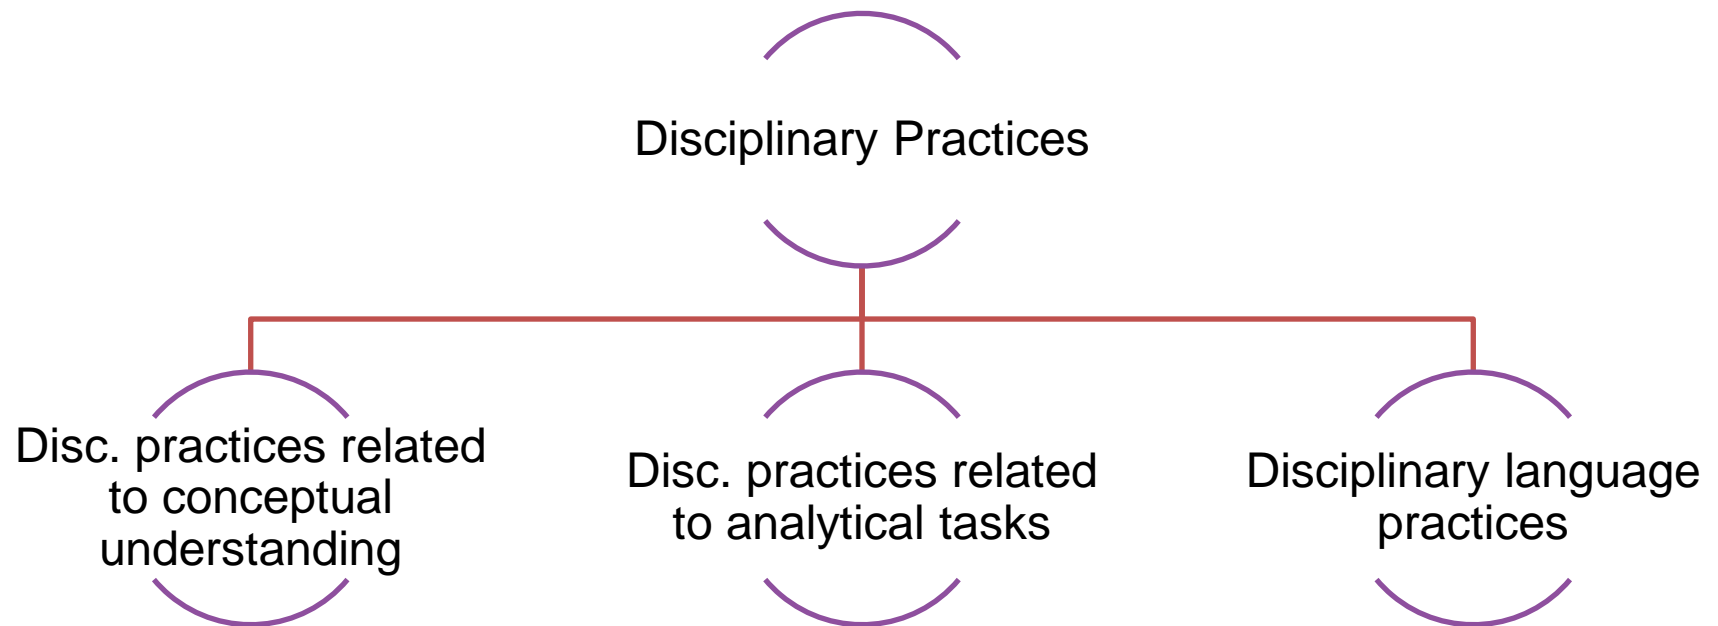 Disciplinary Practices
Disc. practices related
to conceptual
understanding
Disc. practices related
to analytical tasks
Disciplinary language
practices